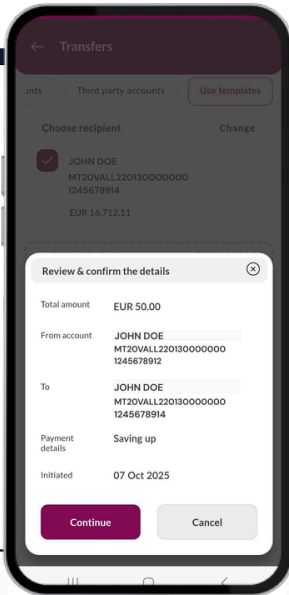 ← Transfers
unts Third party accounts Use templates
Choose recipient Change
JOHN DOE
MT20VALL220130000000
1245678914
EUR 16.712.11
Review & confirm the details
Total amount EUR 50.00
From account JOHN DOE
MT20VALL220130000000
1245678912
To JOHN DOE
MT20VALL220130000000
1245678914
Payment details Saving up
Initiated 07 Oct 2025
Continue Cancel